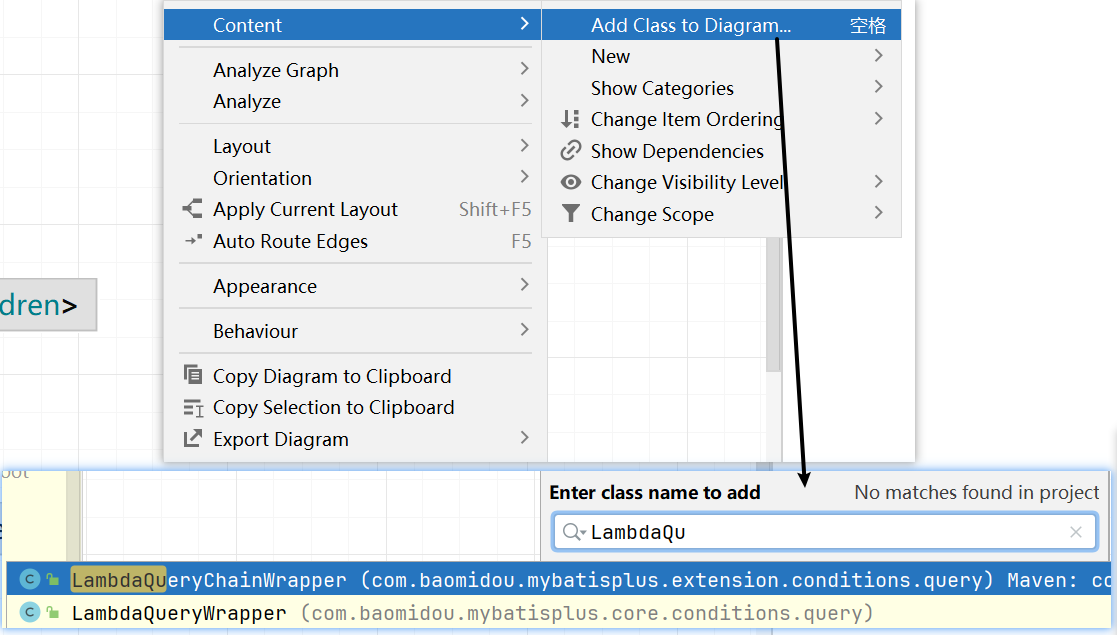 Content
Add Class to Diagram... 空格
New
Show Categories
Change Item Ordering
Show Dependencies
Change Visibility Level
Change Scope
Analyze Graph
Analyze
Layout
Orientation
Apply Current Layout Shift+F5
Auto Route Edges F5
Appearance
Behaviour
Copy Diagram to Clipboard
Copy Selection to Clipboard
Export Diagram
dren>
Enter class name to add No matches found in project
LambdaQu
LambdaQueryChainWrapper (com.baomidou.mybatisplus.extension.conditions.query) Maven: co
LambdaQueryWrapper (com.baomidou.mybatisplus.core.conditions.query)